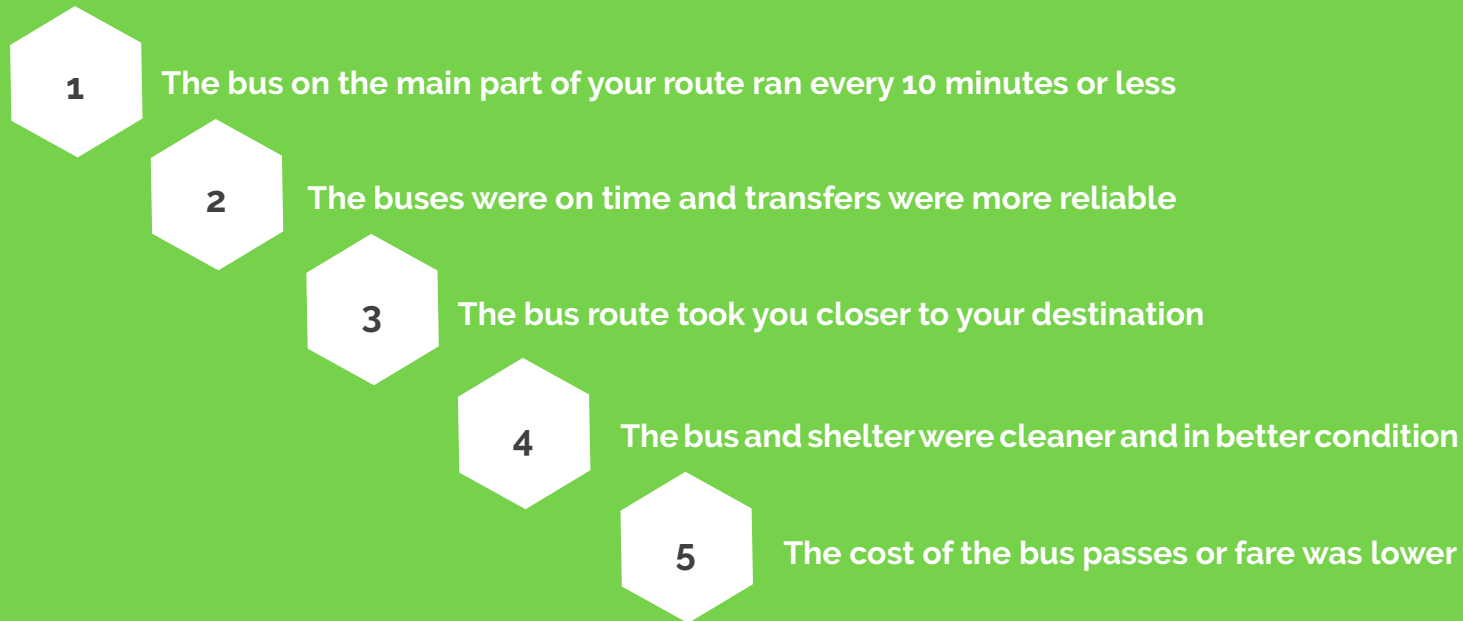 1 The bus on the main part of your route ran every 10 minutes or less
2 The buses were on time and transfers were more reliable
3 The bus route took you closer to your destination
4 The bus and shelter were cleaner and in better condition
5 The cost of the bus passes or fare was lower